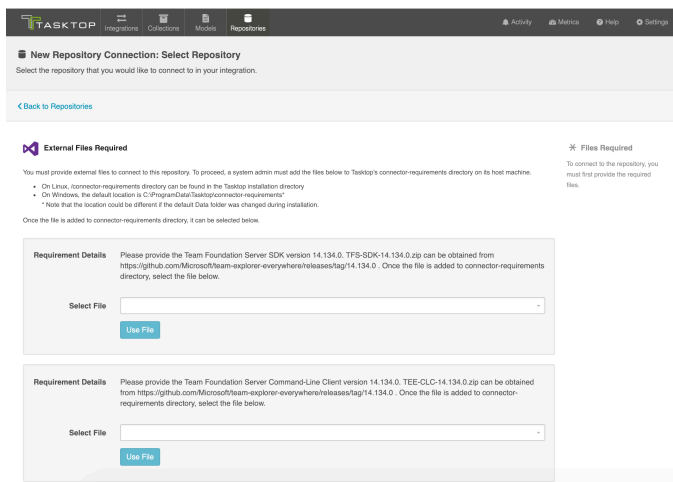 TASKTOP
Integrations
Collections
Models
Repositories
Activity
Metrics
Help
Settings
New Repository Connection: Select Repository
Select the repository that you would like to connect to in your integration.
Back to Repositories
External Files Required
You must provide external files to connect to this repository. To proceed, a system admin must add the files below to Tasktop's connector-requirements directory on its host machine.
• On Linux, /connector-requirements directory can be found in the Tasktop installation directory
• On Windows, the default location is C:\ProgramData\Tasktop\connector-requirements*
* Note that the location could be different if the default Data folder was changed during installation.
Once the file is added to connector-requirements directory, it can be selected below.
Files Required
To connect to the repository, you
must first provide the required
files.
Requirement Details
Please provide the Team Foundation Server SDK version 14.134.0. TFS-SDK-14.134.0.zip can be obtained from
https://github.com/Microsoft/team-explorer-everywhere/releases/tag/14.134.0 . Once the file is added to connector-requirements
directory, select the file below.
Select File
Use File
Requirement Details
Please provide the Team Foundation Server Command-Line Client version 14.134.0. TEE-CLC-14.134.0.zip can be obtained
from https://github.com/Microsoft/team-explorer-everywhere/releases/tag/14.134.0 . Once the file is added to connector-
requirements directory, select the file below.
Select File
Use File